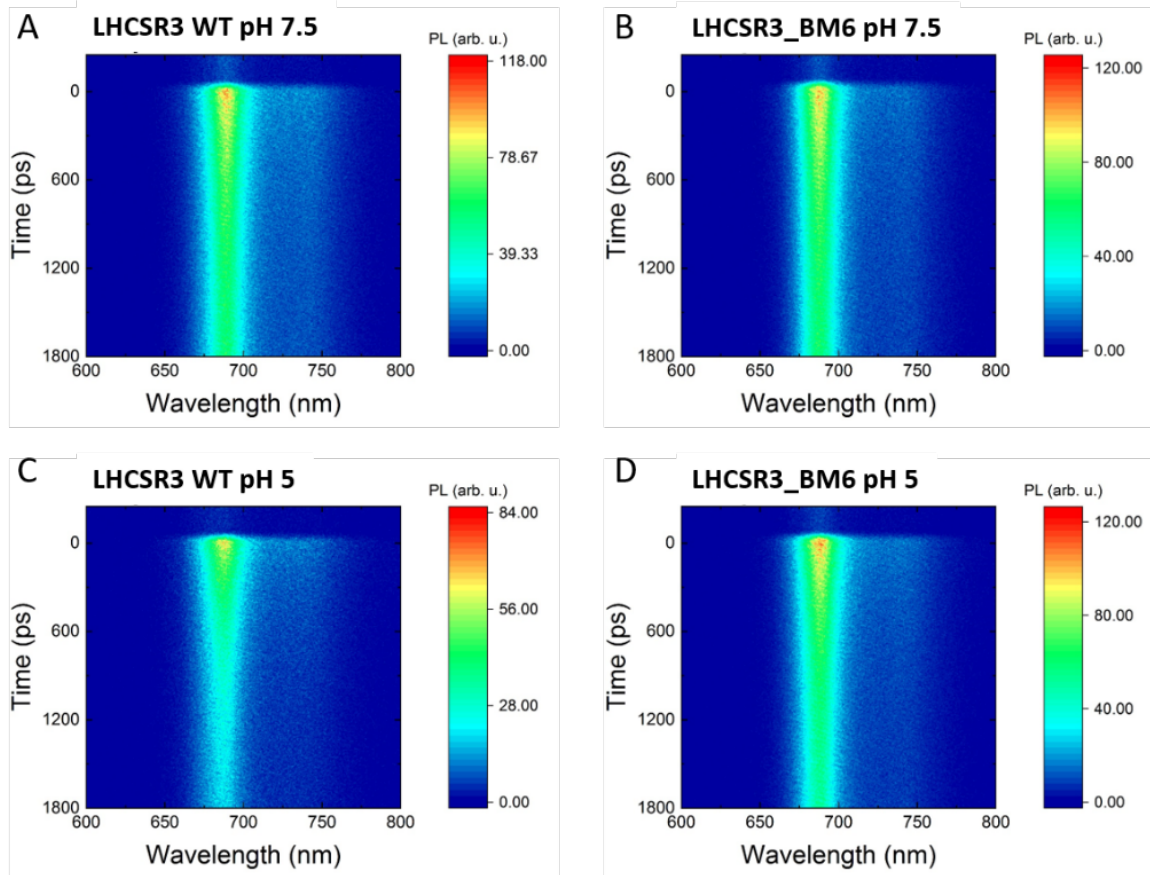 A
LHCSR3 WT pH 7.5
PL (arb. u.)
118.00
78.67
39.33
0.00
0
600
1200
1800
Time (ps)
600
650
700
750
800
Wavelength (nm)
B
LHCSR3_BM6 pH 7.5
PL (arb. u.)
120.00
80.00
40.00
0.00
0
600
1200
1800
Time (ps)
600
650
700
750
800
Wavelength (nm)
C
LHCSR3 WT pH 5
PL (arb. u.)
84.00
56.00
28.00
0.00
0
600
1200
1800
Time (ps)
600
650
700
750
800
Wavelength (nm)
D
LHCSR3_BM6 pH 5
PL (arb. u.)
120.00
80.00
40.00
0.00
0
600
1200
1800
Time (ps)
600
650
700
750
800
Wavelength (nm)